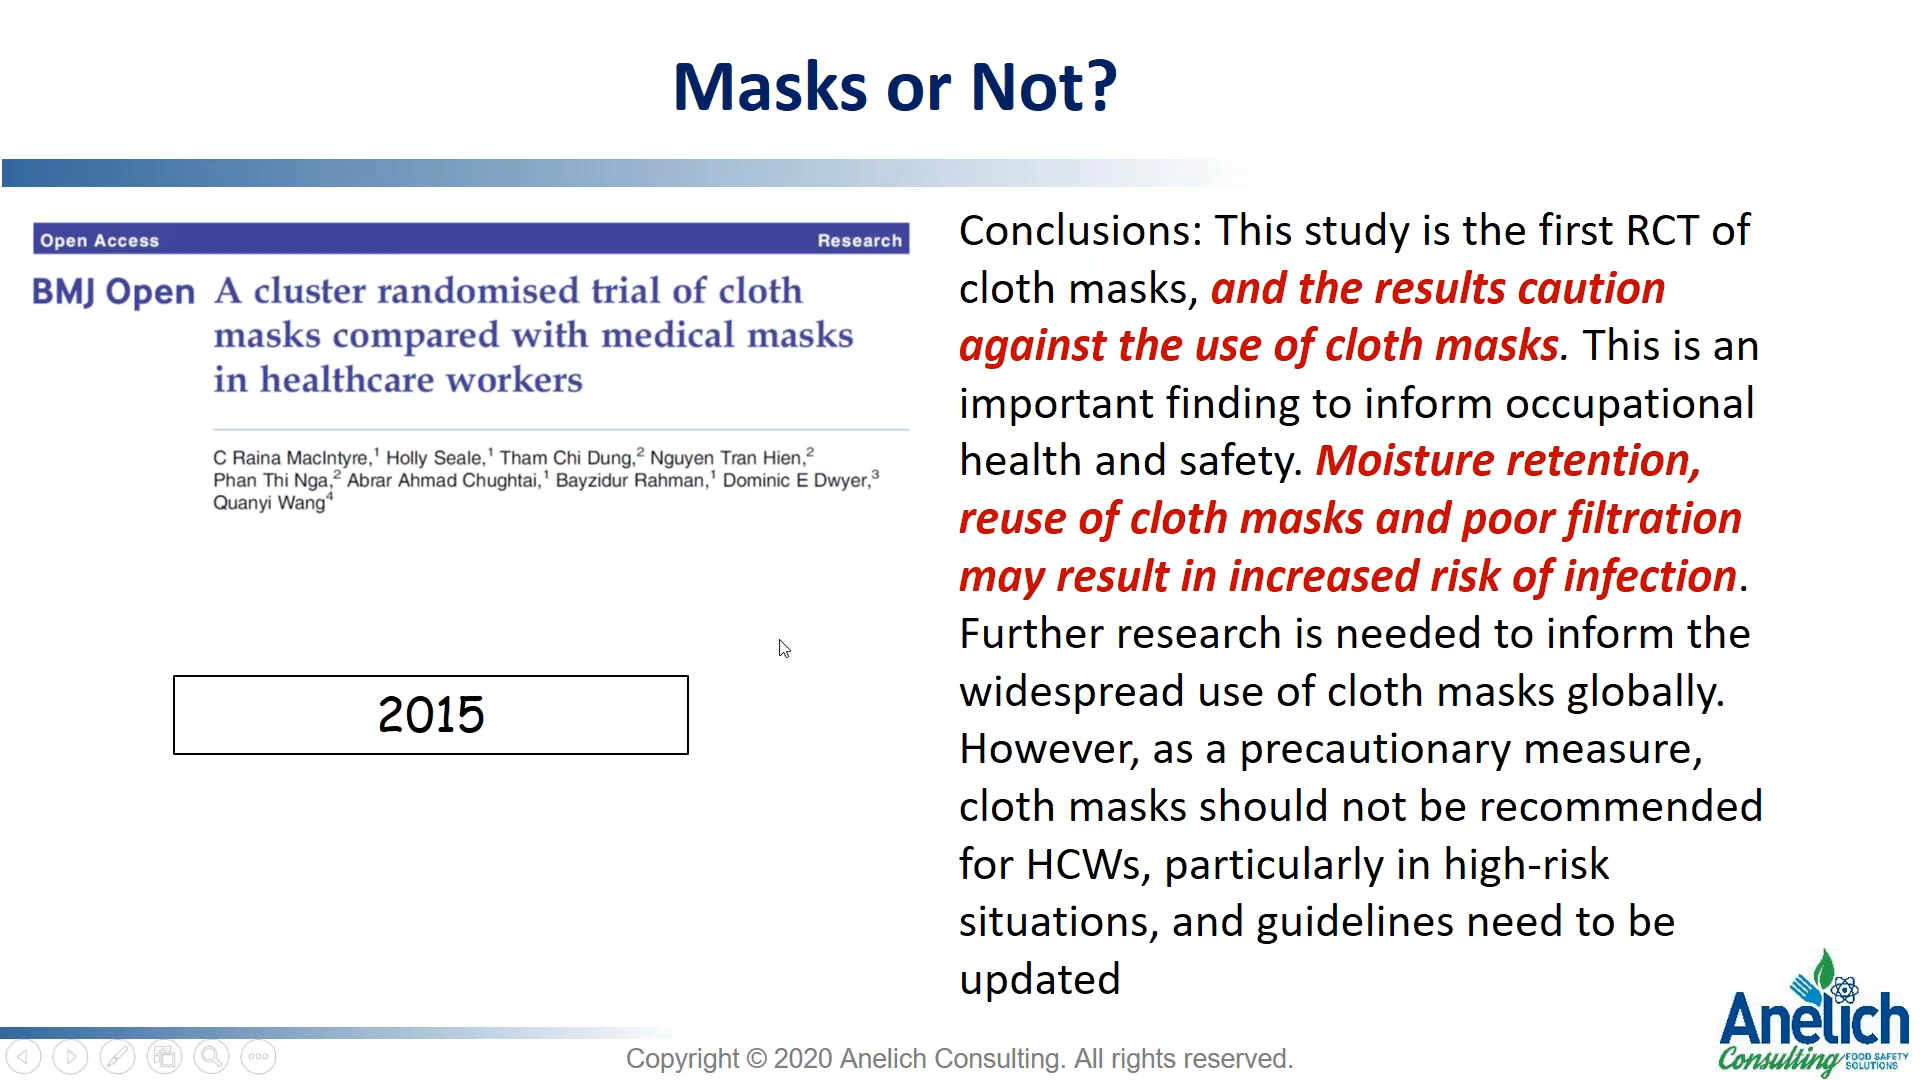 Masks or Not?
Open Access Research
BMJ Open A cluster randomised trial of cloth
masks compared with medical masks
in healthcare workers
C Raina MacIntyre,1 Holly Seale,1 Tham Chi Dung,2 Nguyen Tran Hien,2
Phan Thi Nga,2 Abrar Ahmad Chughtai,1 Bayzidur Rahman,1 Dominic E Dwyer,3
Quanyi Wang4
2015
Conclusions: This study is the first RCT of
cloth masks, and the results caution
against the use of cloth masks. This is an
important finding to inform occupational
health and safety. Moisture retention,
reuse of cloth masks and poor filtration
may result in increased risk of infection.
Further research is needed to inform the
widespread use of cloth masks globally.
However, as a precautionary measure,
cloth masks should not be recommended
for HCWs, particularly in high-risk
situations, and guidelines need to be
updated
Anelich
Consulting FOOD SAFETY
SOLUTIONS
Copyright © 2020 Anelich Consulting. All rights reserved.